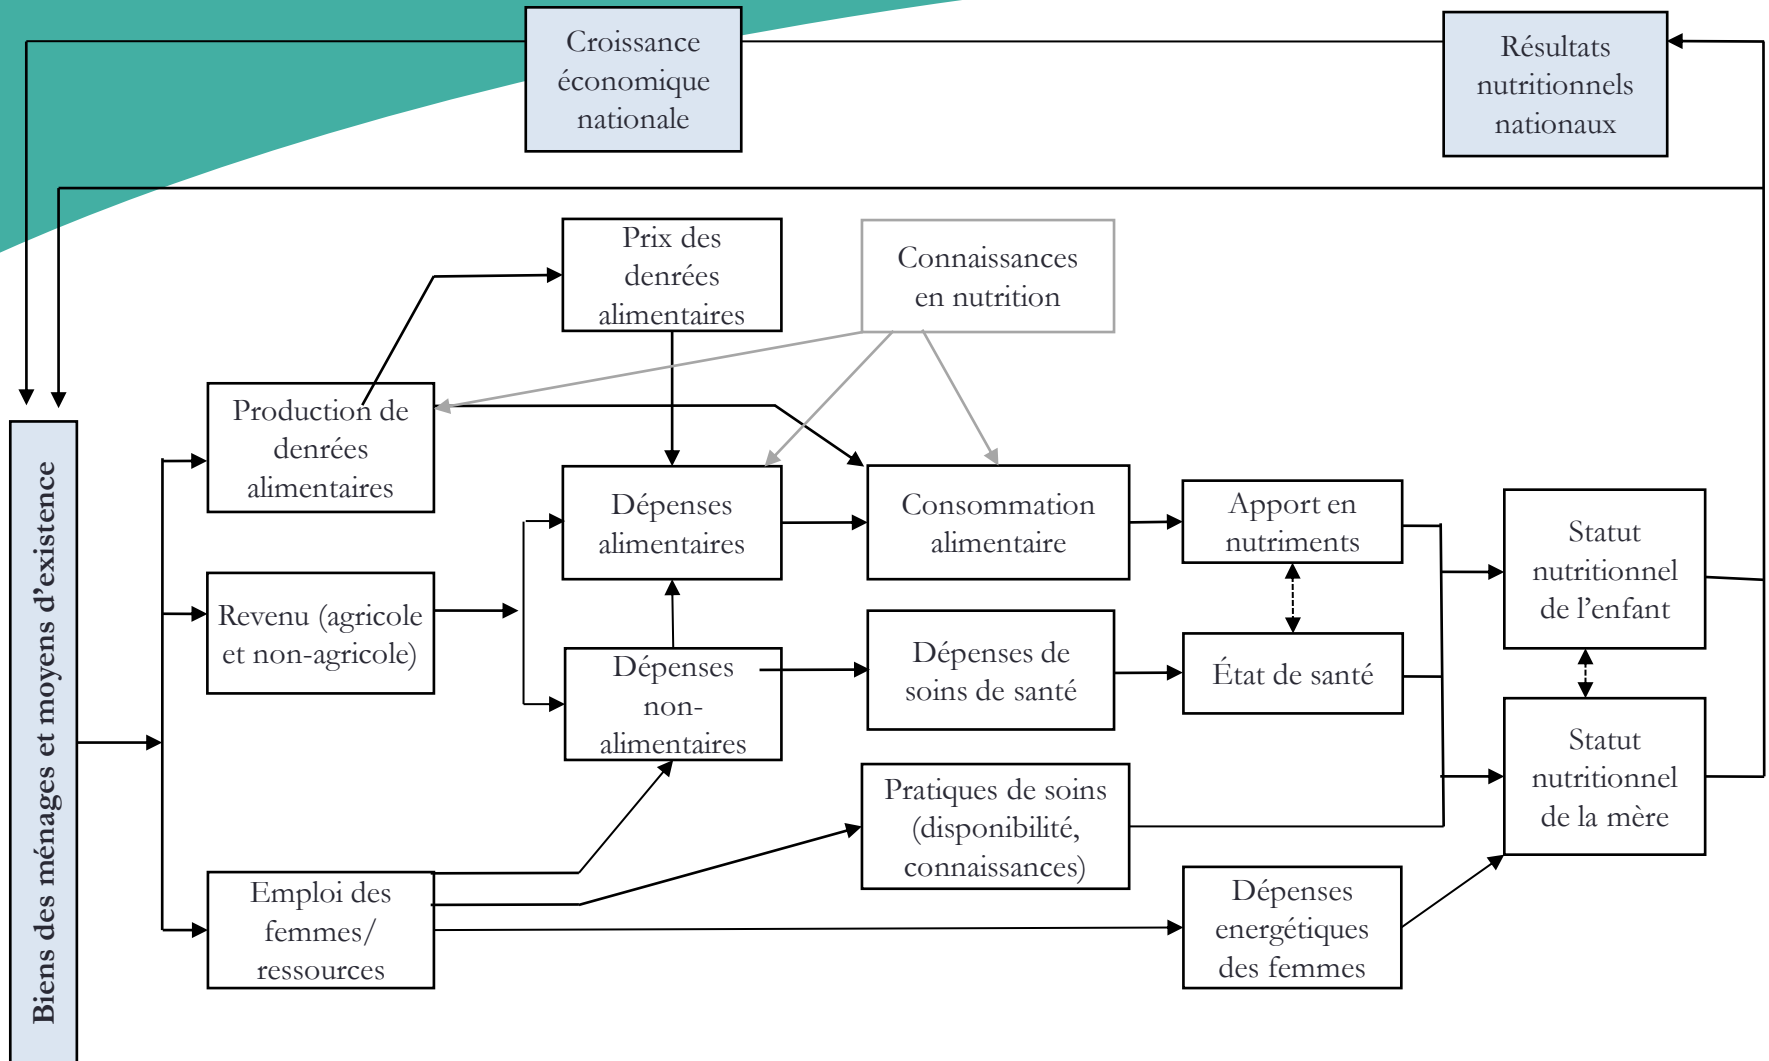 Croissance
économique
nationale
Résultats
nutritionnels
nationaux
Prix des
denrées
alimentaires
Connaissances
en nutrition
Biens des ménages et moyens d'existence
Production de
denrées
alimentaires
Dépenses
alimentaires
Consommation
alimentaire
Apport en
nutriments
Statut
nutritionnel
de l'enfant
Revenu (agricole
et non-agricole)
Dépenses
non-
alimentaires
Dépenses de
soins de santé
État de santé
Statut
nutritionnel
de la mère
Pratiques de soins
(disponibilité,
connaissances)
Emploi des
femmes/
ressources
Dépenses
energétiques
des femmes